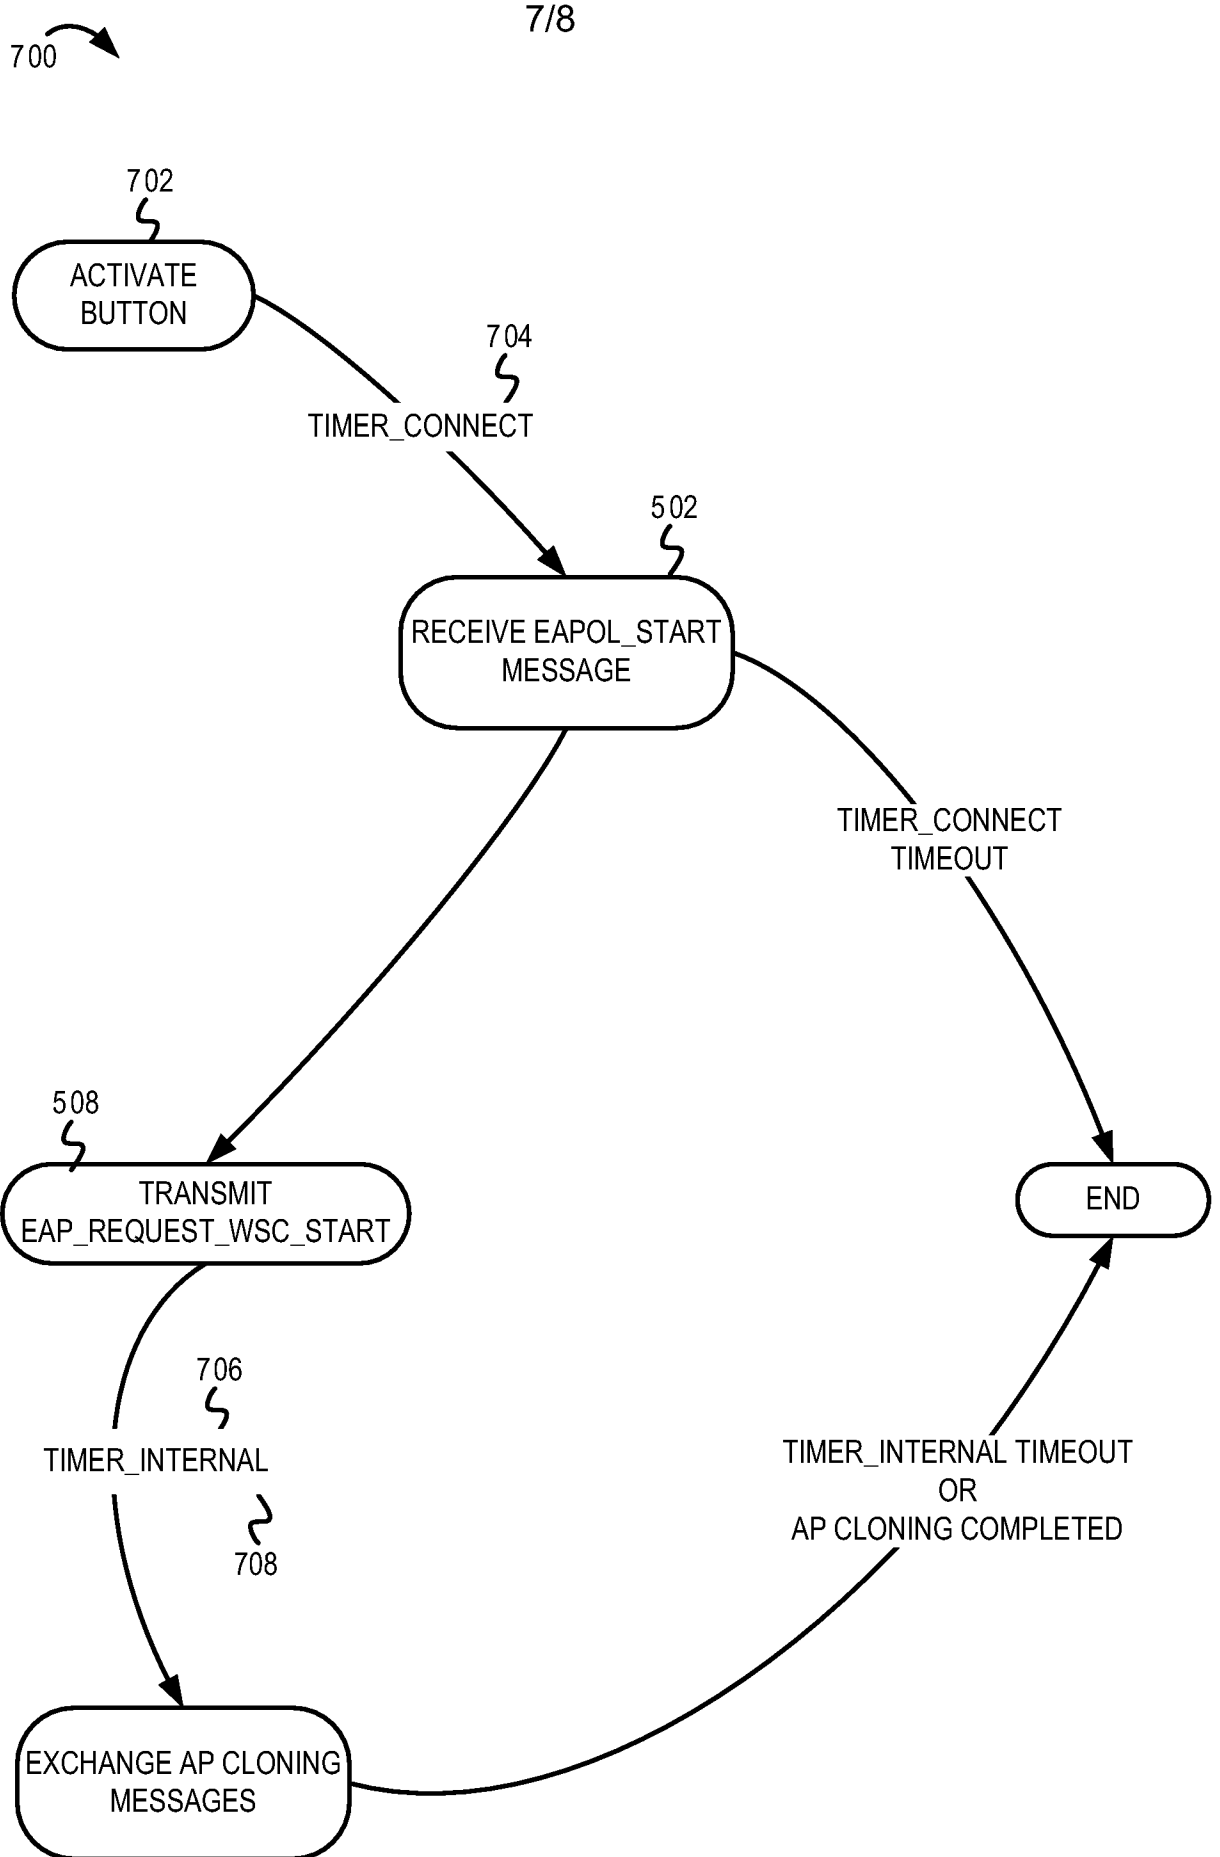 7/8
700
702
ACTIVATE
BUTTON
704
TIMER_CONNECT
502
RECEIVE EAPOL_START
MESSAGE
TIMER_CONNECT
TIMEOUT
508
TRANSMIT
EAP_REQUEST_WSC_START
END
706
TIMER_INTERNAL
708
TIMER_INTERNAL TIMEOUT
OR
AP CLONING COMPLETED
EXCHANGE AP CLONING
MESSAGES